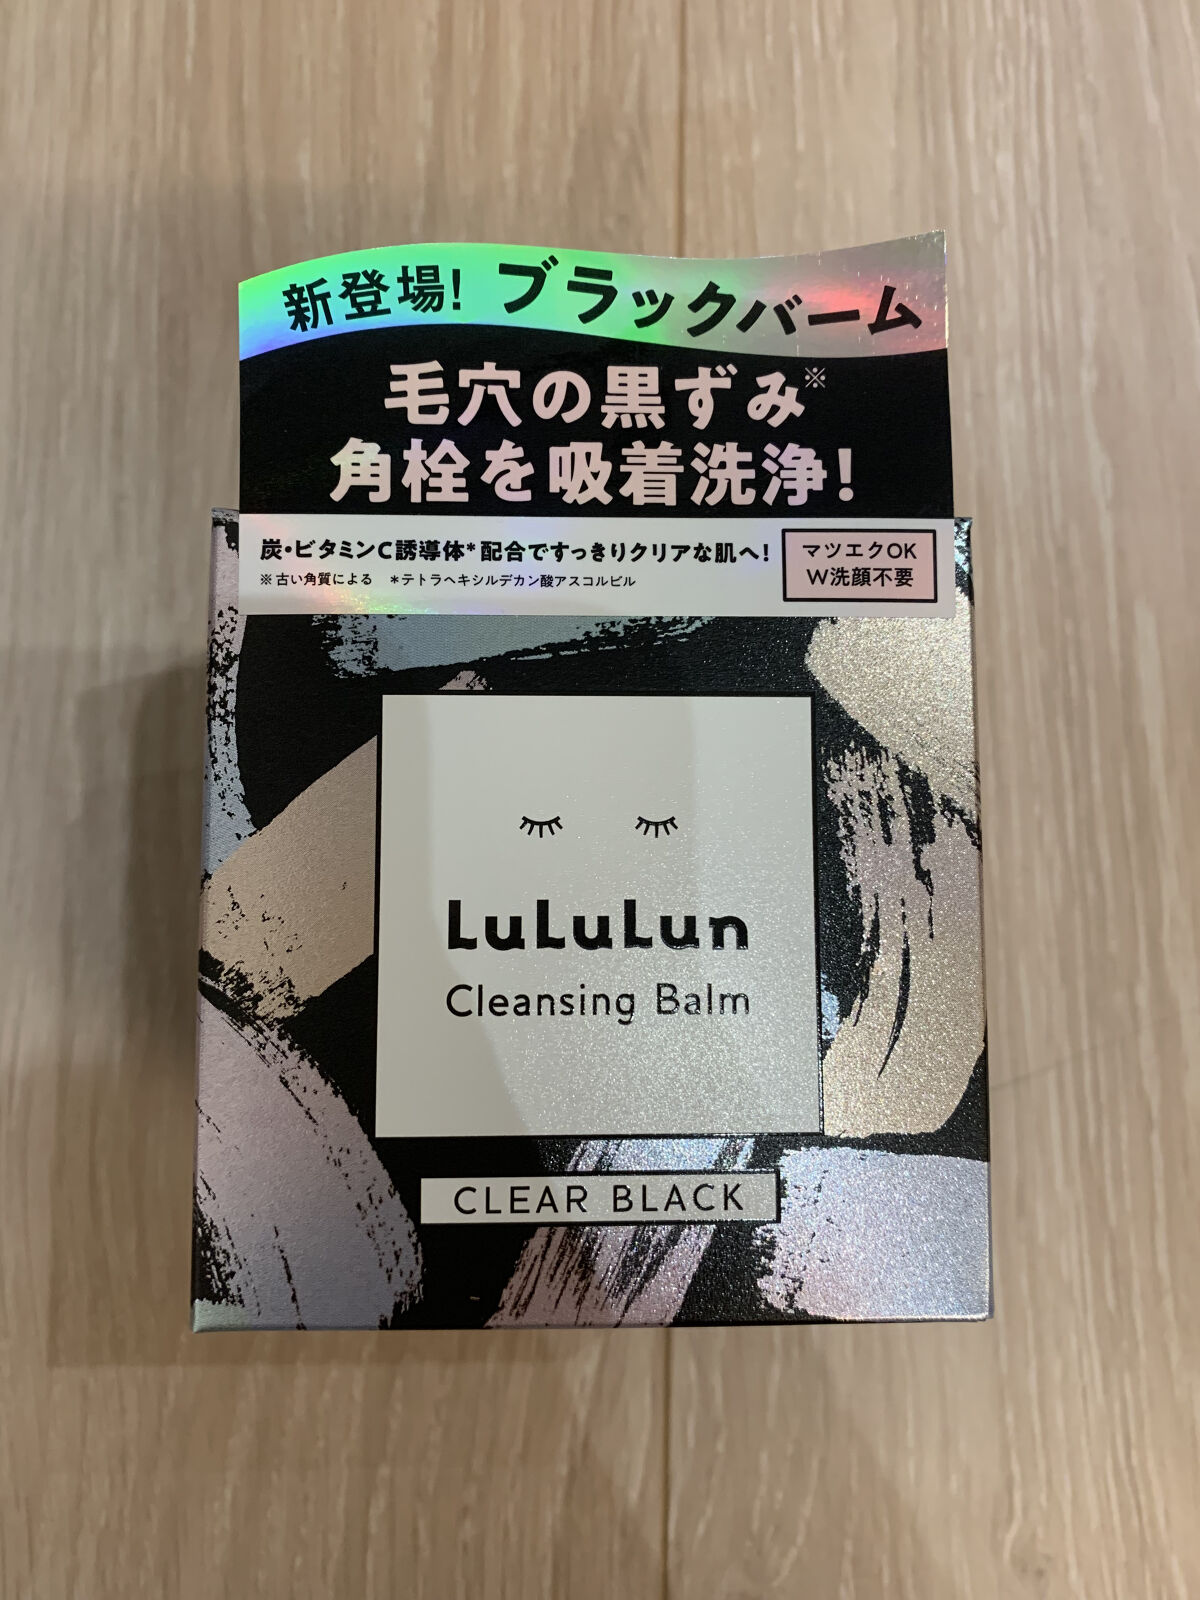 新登場！ ブラックバーム
毛穴の黒ずみ※
角栓を吸着洗浄！
炭・ビタミンC誘導体*配合ですっきりクリアな肌へ！
※古い角質による *テトラヘキシルデカン酸アスコルビル
マツエクOK
W洗顔不要
LuLuLun
Cleansing Balm
CLEAR BLACK